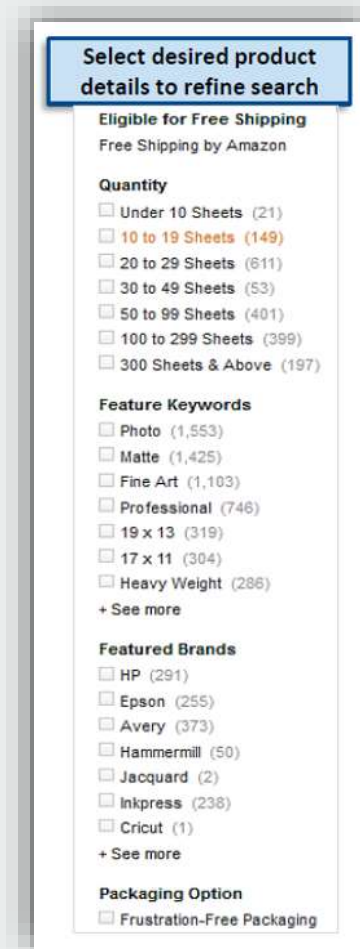 Select desired product
details to refine search
Eligible for Free Shipping
Free Shipping by Amazon
Quantity
Under 10 Sheets (21)
10 to 19 Sheets (149)
20 to 29 Sheets (611)
30 to 49 Sheets (53)
50 to 99 Sheets (401)
100 to 299 Sheets (399)
300 Sheets & Above (197)
Feature Keywords
Photo (1,553)
Matte (1,425)
Fine Art (1,103)
Professional (746)
19 x 13 (319)
17 x 11 (304)
Heavy Weight (286)
+ See more
Featured Brands
HP (291)
Epson (255)
Avery (373)
Hammermill (50)
Jacquard (2)
Inkpress (238)
Cricut (1)
+ See more
Packaging Option
Frustration-Free Packaging